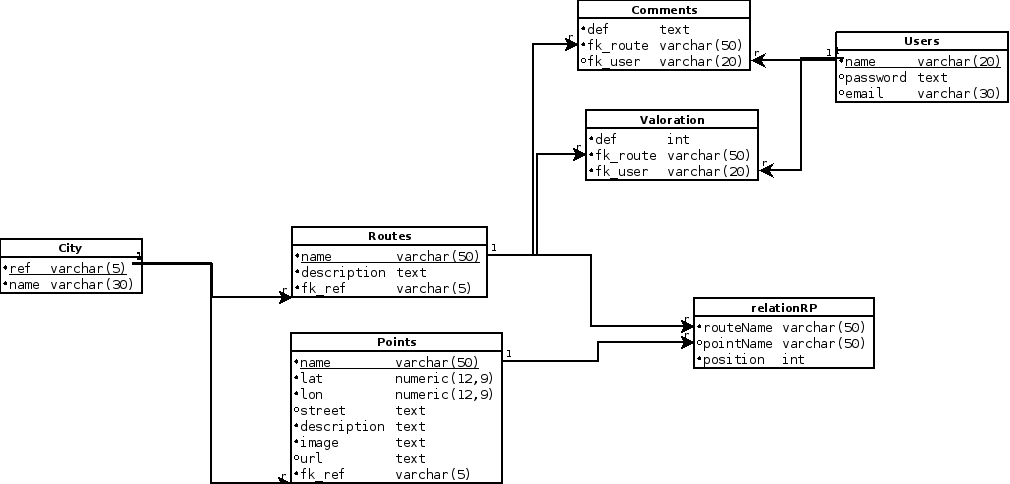 Comments
def text
fk_route varchar(50)
fk_user varchar(20)
Users
name varchar(20)
password text
email varchar(30)
Valoration
def int
fk_route varchar(50)
fk_user varchar(20)
City
ref varchar(5)
name varchar(30)
Routes
name varchar(50)
description text
fk_ref varchar(5)
relationRP
routeName varchar(50)
pointName varchar(50)
position int
Points
name varchar(50)
lat numeric(12,9)
lon numeric(12,9)
street text
description text
image text
url text
fk_ref varchar(5)
1
1
1
1
1
r
r
r
r
r
r
r
r